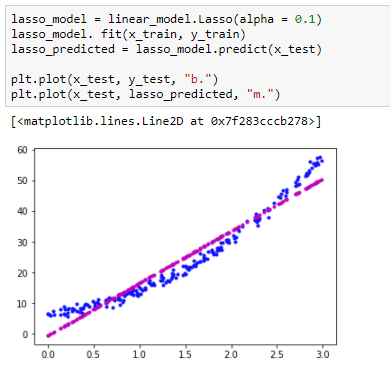 lasso_model = linear_model.Lasso(alpha = 0.1)
lasso_model. fit(x_train, y_train)
lasso_predicted = lasso_model.predict(x_test)
plt.plot(x_test, y_test, "b.")
plt.plot(x_test, lasso_predicted, "m.")
[<matplotlib.lines.Line2D at 0x7f283cccb278>]
60
50
40
30
20
10
0
0.0 0.5 1.0 1.5 2.0 2.5 3.0